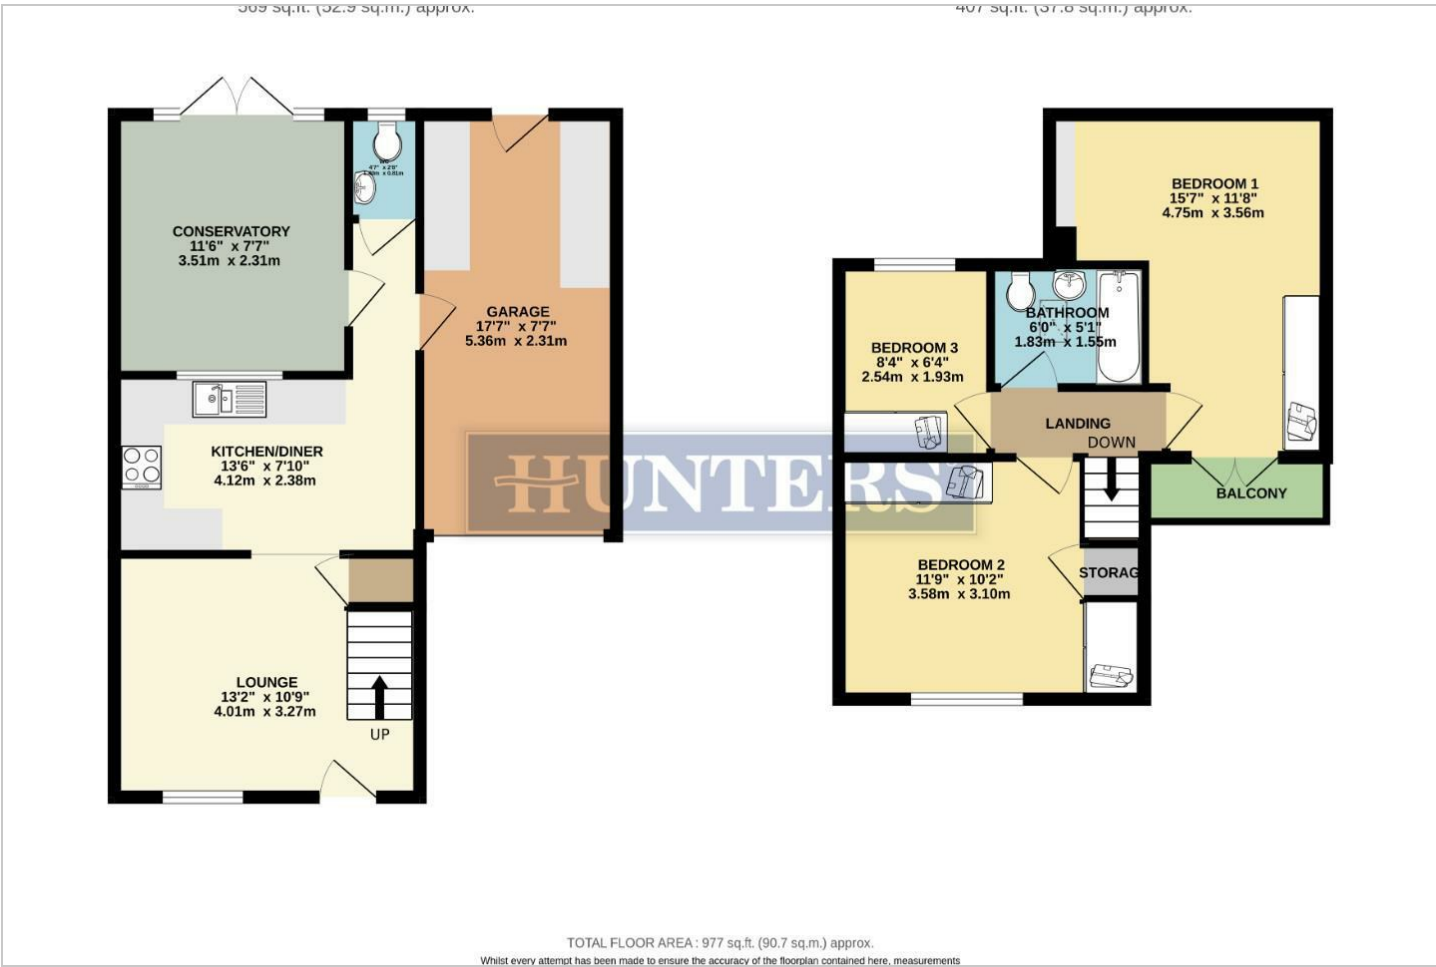 569 sq.ft. (52.9 sq.m.) approx.
407 sq.ft. (37.8 sq.m.) approx.
CONSERVATORY
11'6" x 7'7"
3.51m x 2.31m
GARAGE
17'7" x 7'7"
5.36m x 2.31m
KITCHEN/DINER
13'6" x 7'10"
4.12m x 2.38m
LOUNGE
13'2" x 10'9"
4.01m x 3.27m
UP
BEDROOM 1
15'7" x 11'8"
4.75m x 3.56m
BATHROOM
6'0" x 5'1"
1.83m x 1.55m
BEDROOM 3
8'4" x 6'4"
2.54m x 1.93m
LANDING
DOWN
BALCONY
BEDROOM 2
11'9" x 10'2"
3.58m x 3.10m
STORAG
HUNTERS
TOTAL FLOOR AREA : 977 sq.ft. (90.7 sq.m.) approx.
Whilst every attempt has been made to ensure the accuracy of the floorplan contained here, measurements